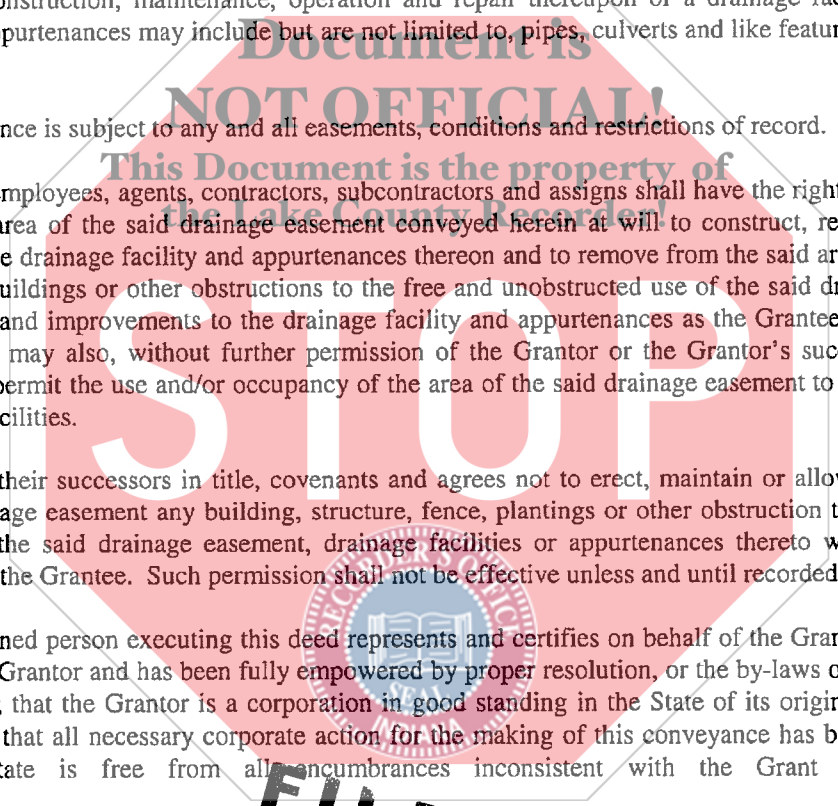 onstruction, maintenance, operation and repair thereupon of a drainage fac
ppurtenances may include but are not limited to, pipes, culverts and like featur
Document is
NOT OFFICIAL!
nce is subject to any and all easements, conditions and restrictions of record.
This Document is the property of
the Lake County Recorder!
mployees, agents, contractors, subcontractors and assigns shall have the right
area of the said drainage easement conveyed herein at will to construct, re
e drainage facility and appurtenances thereon and to remove from the said ar
uildings or other obstructions to the free and unobstructed use of the said dr
and improvements to the drainage facility and appurtenances as the Grantee
may also, without further permission of the Grantor or the Grantor's suc
permit the use and/or occupancy of the area of the said drainage easement to
cilities.
STOP
their successors in title, covenants and agrees not to erect, maintain or allow
age easement any building, structure, fence, plantings or other obstruction t
the said drainage easement, drainage facilities or appurtenances thereto w
the Grantee. Such permission shall not be effective unless and until recorded
RECORDER'S OFFICE
SEAL
INDIANA
ned person executing this deed represents and certifies on behalf of the Gran
Grantor and has been fully empowered by proper resolution, or the by-laws o
that the Grantor is a corporation in good standing in the State of its origin
that all necessary corporate action for the making of this conveyance has b
tate is free from all encumbrances inconsistent with the Grant